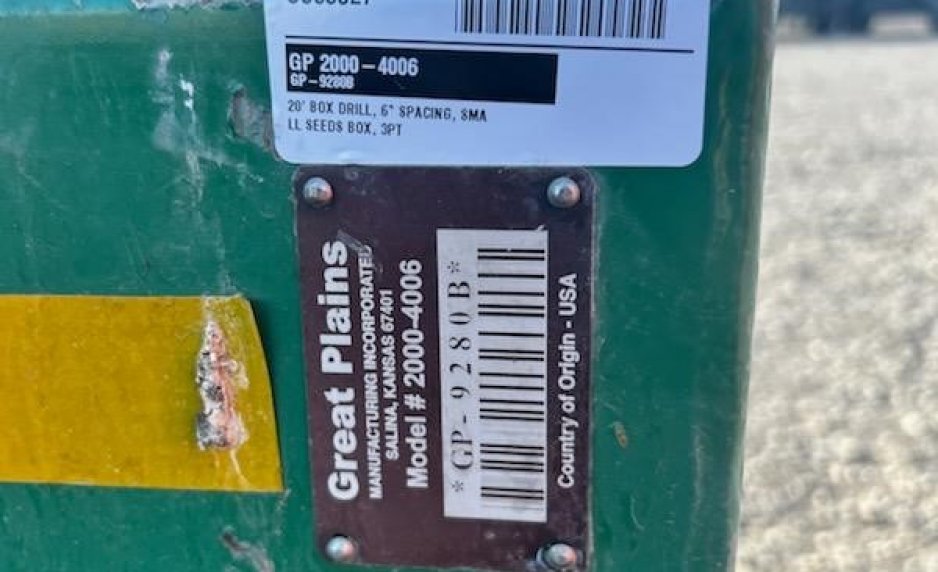 GP 2000-4006
GP-9280B
20' BOX DRILL, 6" SPACING, SMA
LL SEEDS BOX, 3PT
Great Plains
MANUFACTURING INCORPORATED
SALINA, KANSAS 67401
Model # 2000-4006
*GP-9280B*
Country of Origin - USA